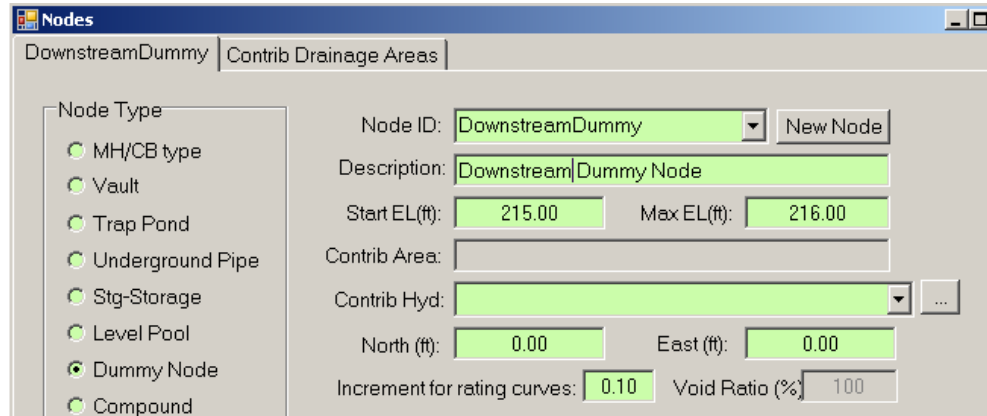 Nodes
DownstreamDummy Contrib Drainage Areas
Node Type
MH/CB type
Vault
Trap Pond
Underground Pipe
Stg-Storage
Level Pool
Dummy Node
Compound
Node ID: DownstreamDummy New Node
Description: Downstream Dummy Node
Start EL(ft): 215.00 Max EL(ft): 216.00
Contrib Area:
Contrib Hyd: ...
North (ft): 0.00 East (ft): 0.00
Increment for rating curves: 0.10 Void Ratio (%) 100